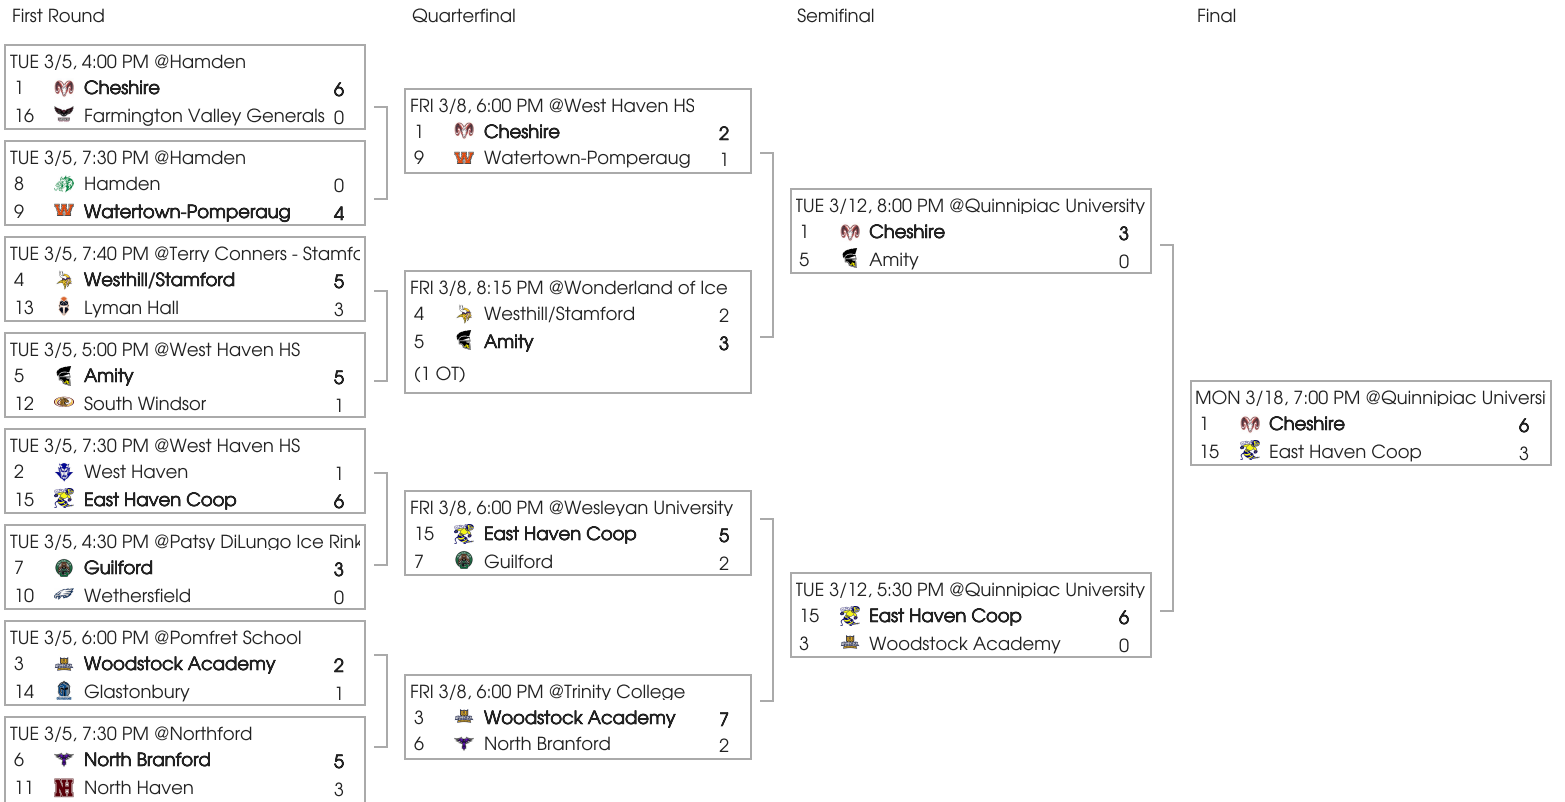 First Round
TUE 3/5, 4:00 PM @Hamden
1 Cheshire 6
16 Farmington Valley Generals 0
TUE 3/5, 7:30 PM @Hamden
8 Hamden 0
9 Watertown-Pomperaug 4
TUE 3/5, 7:40 PM @Terry Conners - Stamfo
4 Westhill/Stamford 5
13 Lyman Hall 3
TUE 3/5, 5:00 PM @West Haven HS
5 Amity 5
12 South Windsor 1
TUE 3/5, 7:30 PM @West Haven HS
2 West Haven 1
15 East Haven Coop 6
TUE 3/5, 4:30 PM @Patsy DiLungo Ice Rink
7 Guilford 3
10 Wethersfield 0
TUE 3/5, 6:00 PM @Pomfret School
3 Woodstock Academy 2
14 Glastonbury 1
TUE 3/5, 7:30 PM @Northford
6 North Branford 5
11 North Haven 3
Quarterfinal
FRI 3/8, 6:00 PM @West Haven HS
1 Cheshire 2
9 Watertown-Pomperaug 1
FRI 3/8, 8:15 PM @Wonderland of Ice
4 Westhill/Stamford 2
5 Amity 3
(1 OT)
FRI 3/8, 6:00 PM @Wesleyan University
15 East Haven Coop 5
7 Guilford 2
FRI 3/8, 6:00 PM @Trinity College
3 Woodstock Academy 7
6 North Branford 2
Semifinal
TUE 3/12, 8:00 PM @Quinnipiac University
1 Cheshire 3
5 Amity 0
TUE 3/12, 5:30 PM @Quinnipiac University
15 East Haven Coop 6
3 Woodstock Academy 0
Final
MON 3/18, 7:00 PM @Quinnipiac Universi
1 Cheshire 6
15 East Haven Coop 3